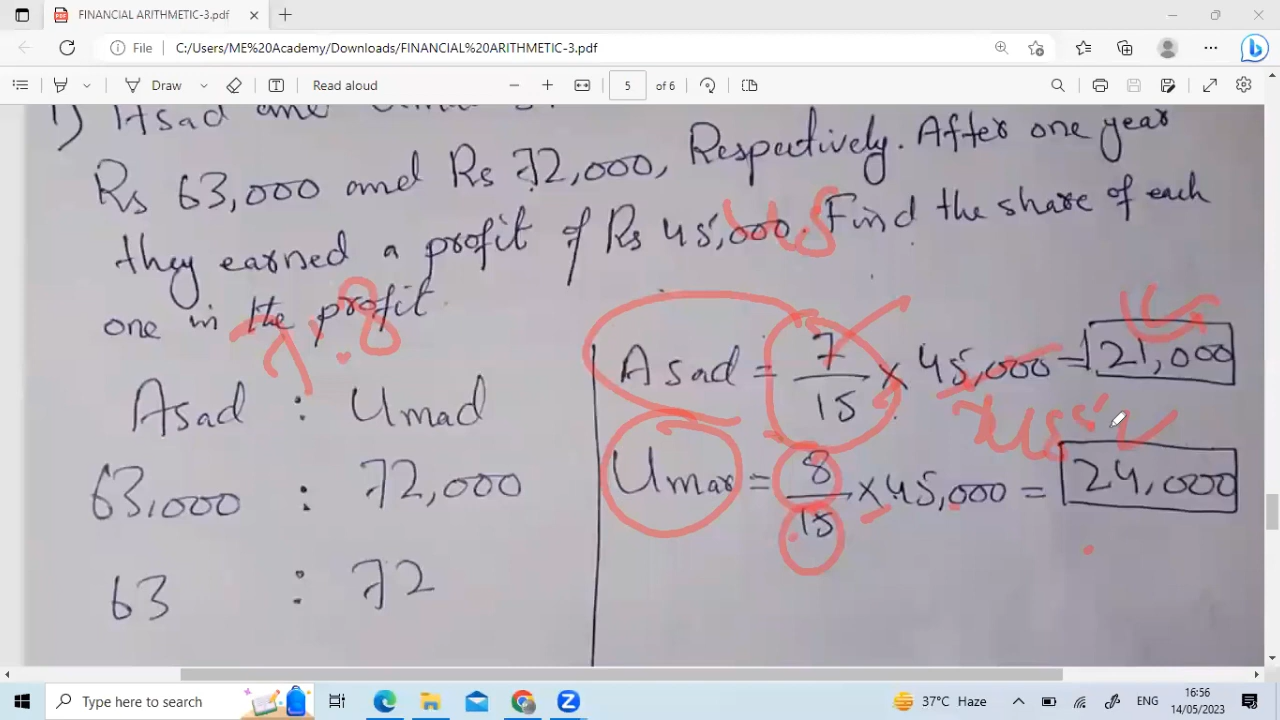 FINANCIAL ARITHMETIC-3.pdf
File C:/Users/ME%20Academy/Downloads/FINANCIAL%20ARITHMETIC-3.pdf
Draw Read aloud 5 of 6
1) Asad and
Rs 63,000 and Rs 72,000, Respectively. After one year
they earned a profit of Rs 45,000. Find the share of each
one in the profit
7:8
Asad : Umad
63,000 : 72,000
63 : 72
Asad = 7/15 × 45,000 = 21,000
Umar = 8/15 × 45,000 = 24,000
Type here to search
37°C Haze
ENG
16:56
14/05/2023